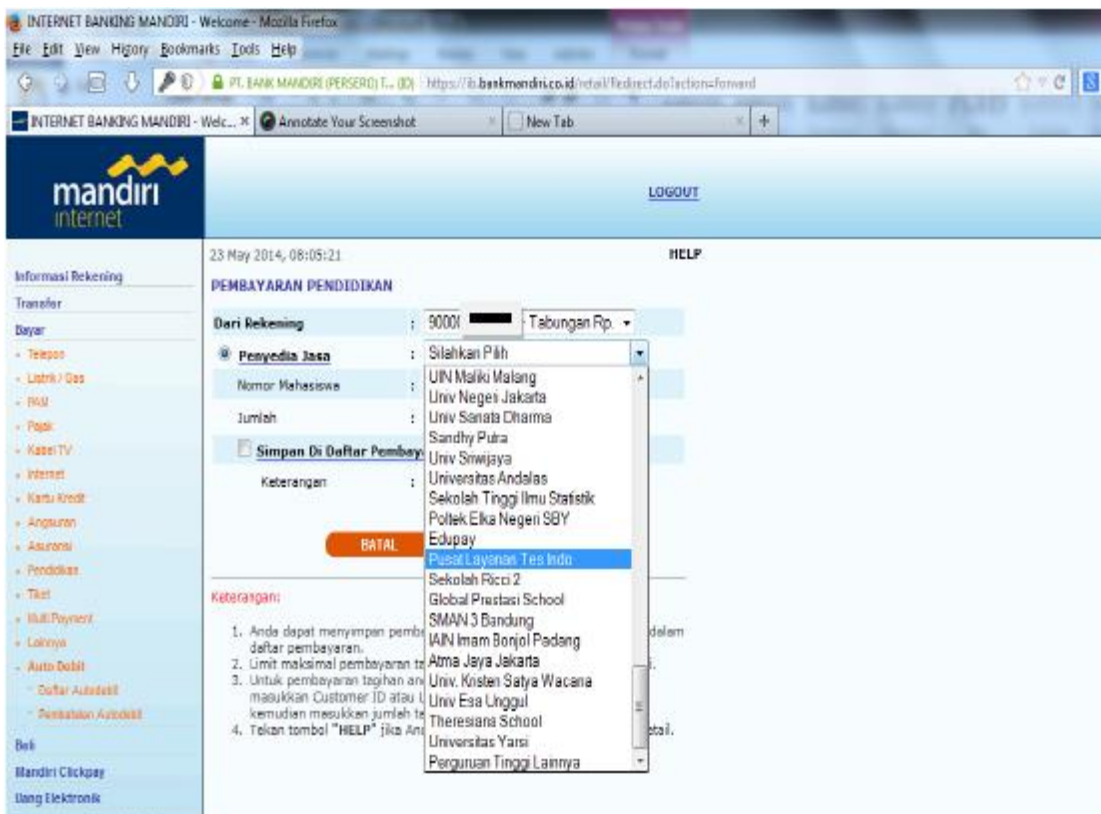 INTERNET BANKING MANDIRI - Welcome - Mozilla Firefox
File Edit View History Bookmarks Tools Help
PT. BANK MANDIRI (PERSERO) T... (ID) https://ib.bankmandiri.co.id/retail/Redirect.do?action=forward
INTERNET BANKING MANDIRI - Welc... × Annotate Your Screenshot × New Tab × +
mandiri
internet
LOGOUT
23 May 2014, 08:05:21 HELP
PEMBAYARAN PENDIDIKAN
Informasi Rekening
Transfer
Bayar
Telepon
Listrik / Gas
PAM
Pajak
Kabel TV
Internet
Kartu Kredit
Angsuran
Asuransi
Pendidikan
Tiket
Multi Payment
Lainnya
Auto Debit
Daftar Autodebit
Pembatalan Autodebit
Beli
Mandiri Clickpay
Uang Elektronik
Dari Rekening : 9000 - Tabungan Rp.
Penyedia Jasa : Silahkan Pilih
Nomor Mahasiswa :
Jumlah :
Simpan Di Daftar
Keterangan :
BATAL
UIN Maliki Malang
Univ Negeri Jakarta
Univ Sanata Dharma
Sandhy Putra
Univ Sriwijaya
Universitas Andalas
Sekolah Tinggi Ilmu Statistik
Poltek Elka Negeri SBY
Edupay
Pusat Layanan Tes Indo
Sekolah Ricci 2
Global Prestasi School
SMAN 3 Bandung
IAIN Imam Bonjol Padang
Atma Jaya Jakarta
Univ. Kristen Satya Wacana
Univ Esa Unggul
Theresiana School
Universitas Yarsi
Perguruan Tinggi Lainnya
Keterangan:
1. Anda dapat menyimpan dalam
daftar pembayaran.
2. Limit maksimal pembayaran
3. Untuk pembayaran tagihan
masukkan Customer ID atau
kemudian masukkan jumlah
4. Tekan tombol "HELP" jika